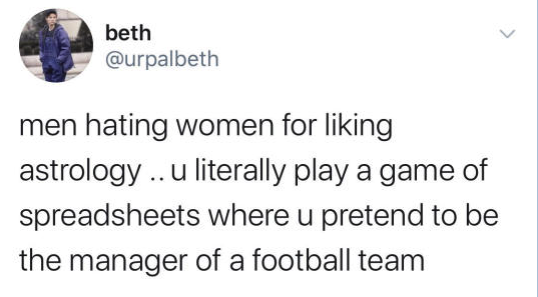 beth
@urpalbeth
men hating women for liking
astrology .. u literally play a game of
spreadsheets where u pretend to be
the manager of a football team